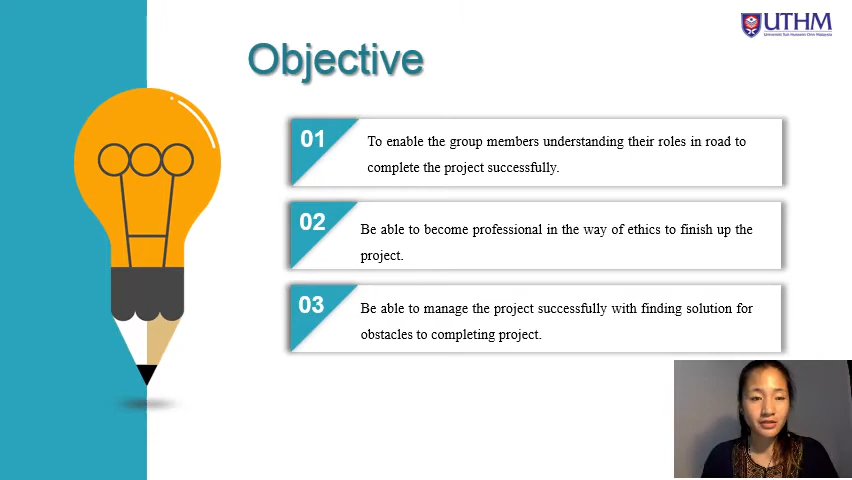 UTHM
Universiti Tun Hussein Onn Malaysia
Objective
01
To enable the group members understanding their roles in road to
complete the project successfully.
02
Be able to become professional in the way of ethics to finish up the
project.
03
Be able to manage the project successfully with finding solution for
obstacles to completing project.